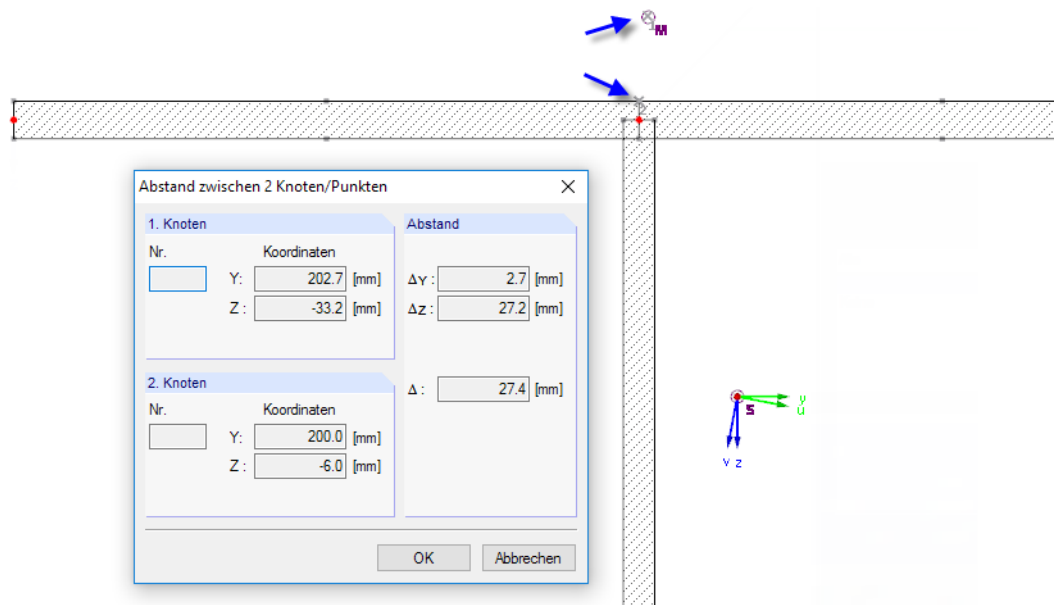 M
Abstand zwischen 2 Knoten/Punkten
1. Knoten
Nr. Koordinaten
Y: 202.7 [mm]
Z : -33.2 [mm]
2. Knoten
Nr. Koordinaten
Y: 200.0 [mm]
Z : -6.0 [mm]
Abstand
ΔY : 2.7 [mm]
ΔZ : 27.2 [mm]
Δ : 27.4 [mm]
OK Abbrechen
S
y
u
v z